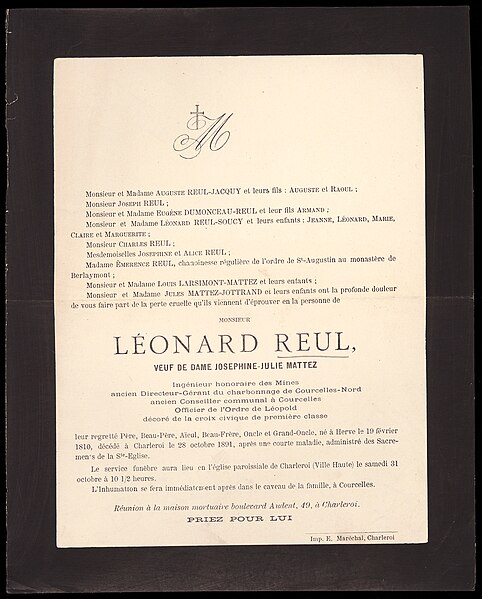 M
Monsieur et Madame AUGUSTE REUL-JACQUY et leurs fils : AUGUSTE et RAOUL ;
Monsieur JOSEPH REUL ;
Monsieur et Madame EUGÈNE DUMONCEAU-REUL et leur fils ARMAND ;
Monsieur et Madame LÉONARD REUL-SOUCY et leurs enfants : JEANNE, LÉONARD, MARIE,
CLAIRE et MARGUERITE ;
Monsieur CHARLES REUL ;
Mesdemoiselles JOSEPHINE et ALICE REUL ;
Madame ÉMERENCE REUL, chanoinesse régulière de l'ordre de St-Augustin au monastère de
Berlaymont ;
Monsieur et Madame LOUIS LARSIMONT-MATTEZ et leurs enfants ;
Monsieur et Madame JULES MATTEZ-JOTTRAND et leurs enfants ont la profonde douleur
de vous faire part de la perte cruelle qu'ils viennent d'éprouver en la personne de
MONSIEUR
LÉONARD REUL,
VEUF DE DAME JOSEPHINE-JULIE MATTEZ
Ingénieur honoraire des Mines
ancien Directeur-Gérant du charbonnage de Courcelles-Nord
ancien Conseiller communal à Courcelles
Officier de l'Ordre de Léopold
décoré de la croix civique de première classe
leur regretté Père, Beau-Père, Aïeul, Beau-Frère, Oncle et Grand-Oncle, né à Herve le 19 février
1810, décédé à Charleroi le 28 octobre 1891, après une courte maladie, administré des Sacre-
mens de la Ste-Eglise.
Le service funèbre aura lieu en l'église paroissiale de Charleroi (Ville Haute) le samedi 31
octobre à 10 1/2 heures.
L'Inhumation se fera immédiatement après dans le caveau de la famille, à Courcelles.
Réunion à la maison mortuaire boulevard Audent, 49, à Charleroi.
PRIEZ POUR LUI
Imp. E. Maréchal, Charleroi